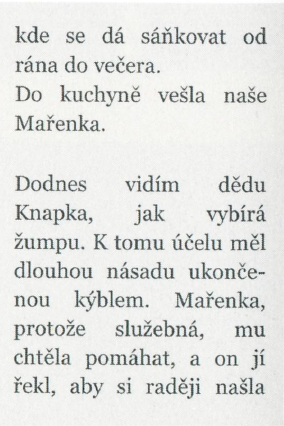 kde se dá sáňkovat od
rána do večera.
Do kuchyně vešla naše
Mařenka.

Dodnes vidím dědu
Knapka, jak vybírá
žumpu. K tomu účelu měl
dlouhou násadu ukonče-
nou kýblem. Mařenka,
protože služebná, mu
chtěla pomáhat, a on jí
řekl, aby si raději našla